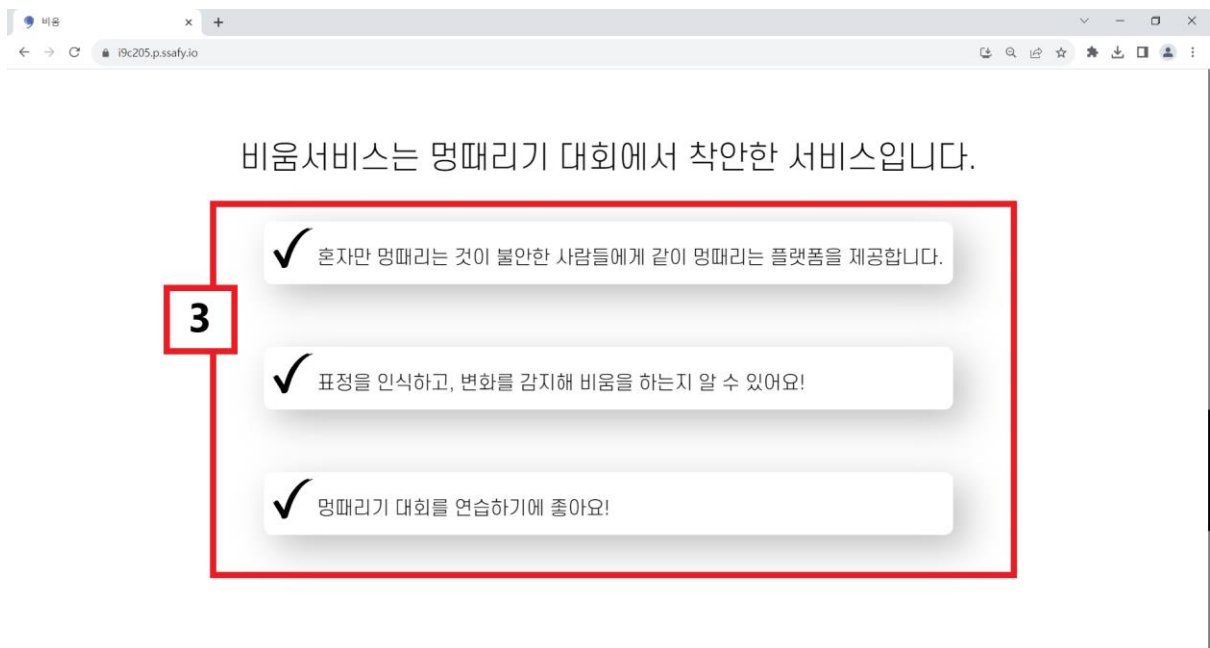 비움
i9c205.p.ssafy.io
비움서비스는 멍때리기 대회에서 착안한 서비스입니다.
혼자만 멍때리는 것이 불안한 사람들에게 같이 멍때리는 플랫폼을 제공합니다.
3
표정을 인식하고, 변화를 감지해 비움을 하는지 알 수 있어요!
멍때리기 대회를 연습하기에 좋아요!